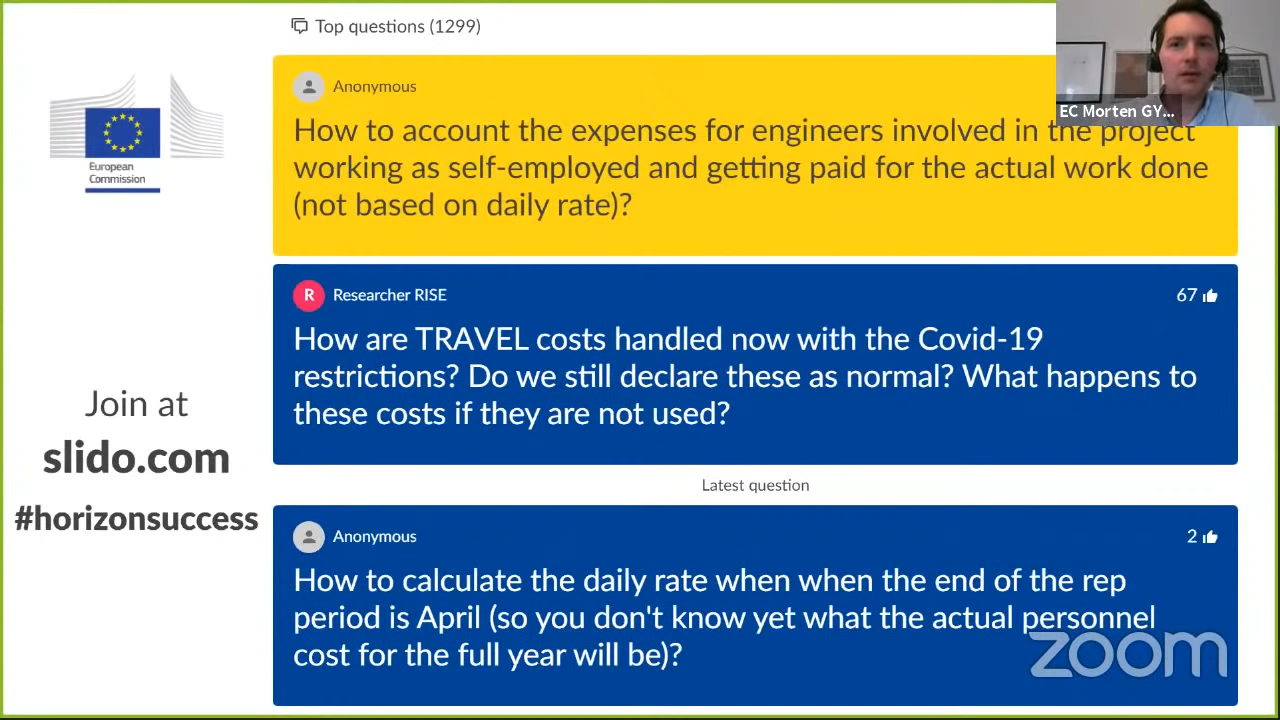 Top questions (1299)
Anonymous
EC Morten GY...
How to account the expenses for engineers involved in the project
working as self-employed and getting paid for the actual work done
(not based on daily rate)?
European
Commission
R Researcher RISE 67
How are TRAVEL costs handled now with the Covid-19
restrictions? Do we still declare these as normal? What happens to
these costs if they are not used?
Join at
slido.com
#horizonsuccess
Latest question
Anonymous 2
How to calculate the daily rate when when the end of the rep
period is April (so you don't know yet what the actual personnel
cost for the full year will be)?
zoom